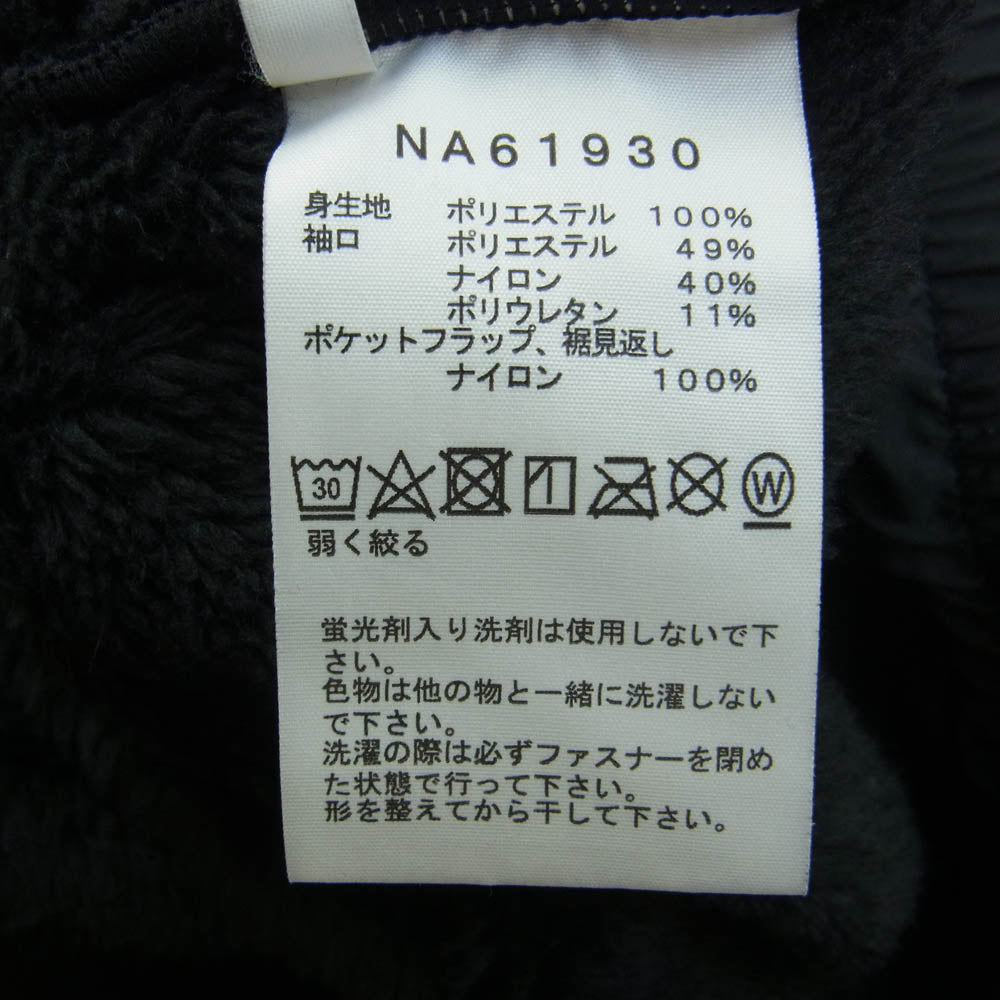 NA61930
身生地 ポリエステル 100%
袖口 ポリエステル 49%
ナイロン 40%
ポリウレタン 11%
ポケットフラップ、裾見返し
ナイロン 100%
30 W
弱く絞る
蛍光剤入り洗剤は使用しないで下
さい。
色物は他の物と一緒に洗濯しない
で下さい。
洗濯の際は必ずファスナーを閉め
た状態で行って下さい。
形を整えてから干して下さい。